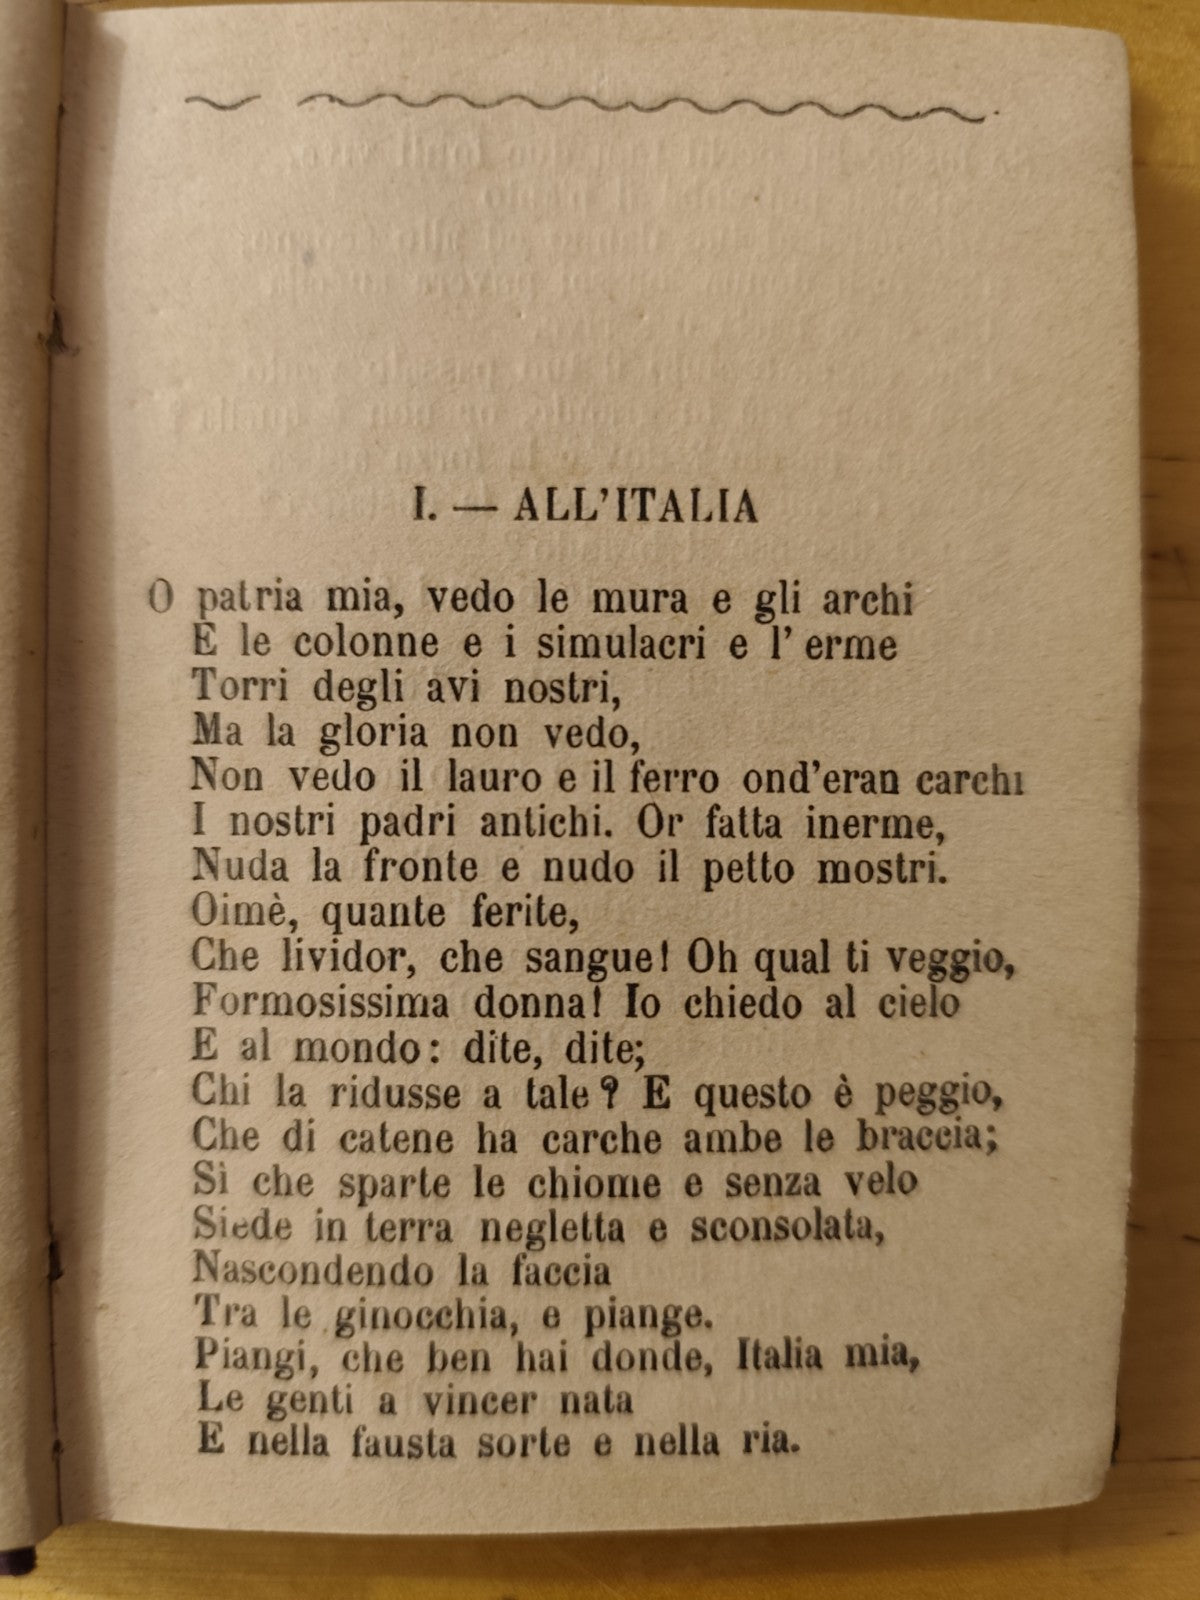 I. — ALL'ITALIA
O patria mia, vedo le mura e gli archi
E le colonne e i simulacri e l' erme
Torri degli avi nostri,
Ma la gloria non vedo,
Non vedo il lauro e il ferro ond'eran carchi
I nostri padri antichi. Or fatta inerme,
Nuda la fronte e nudo il petto mostri.
Oimè, quante ferite,
Che lividor, che sangue! Oh qual ti veggio,
Formosissima donna! Io chiedo al cielo
E al mondo: dite, dite;
Chi la ridusse a tale? E questo è peggio,
Che di catene ha carche ambe le braccia;
Sì che sparte le chiome e senza velo
Siede in terra negletta e sconsolata,
Nascondendo la faccia
Tra le ginocchia, e piange.
Piangi, che ben hai donde, Italia mia,
Le genti a vincer nata
E nella fausta sorte e nella ria.